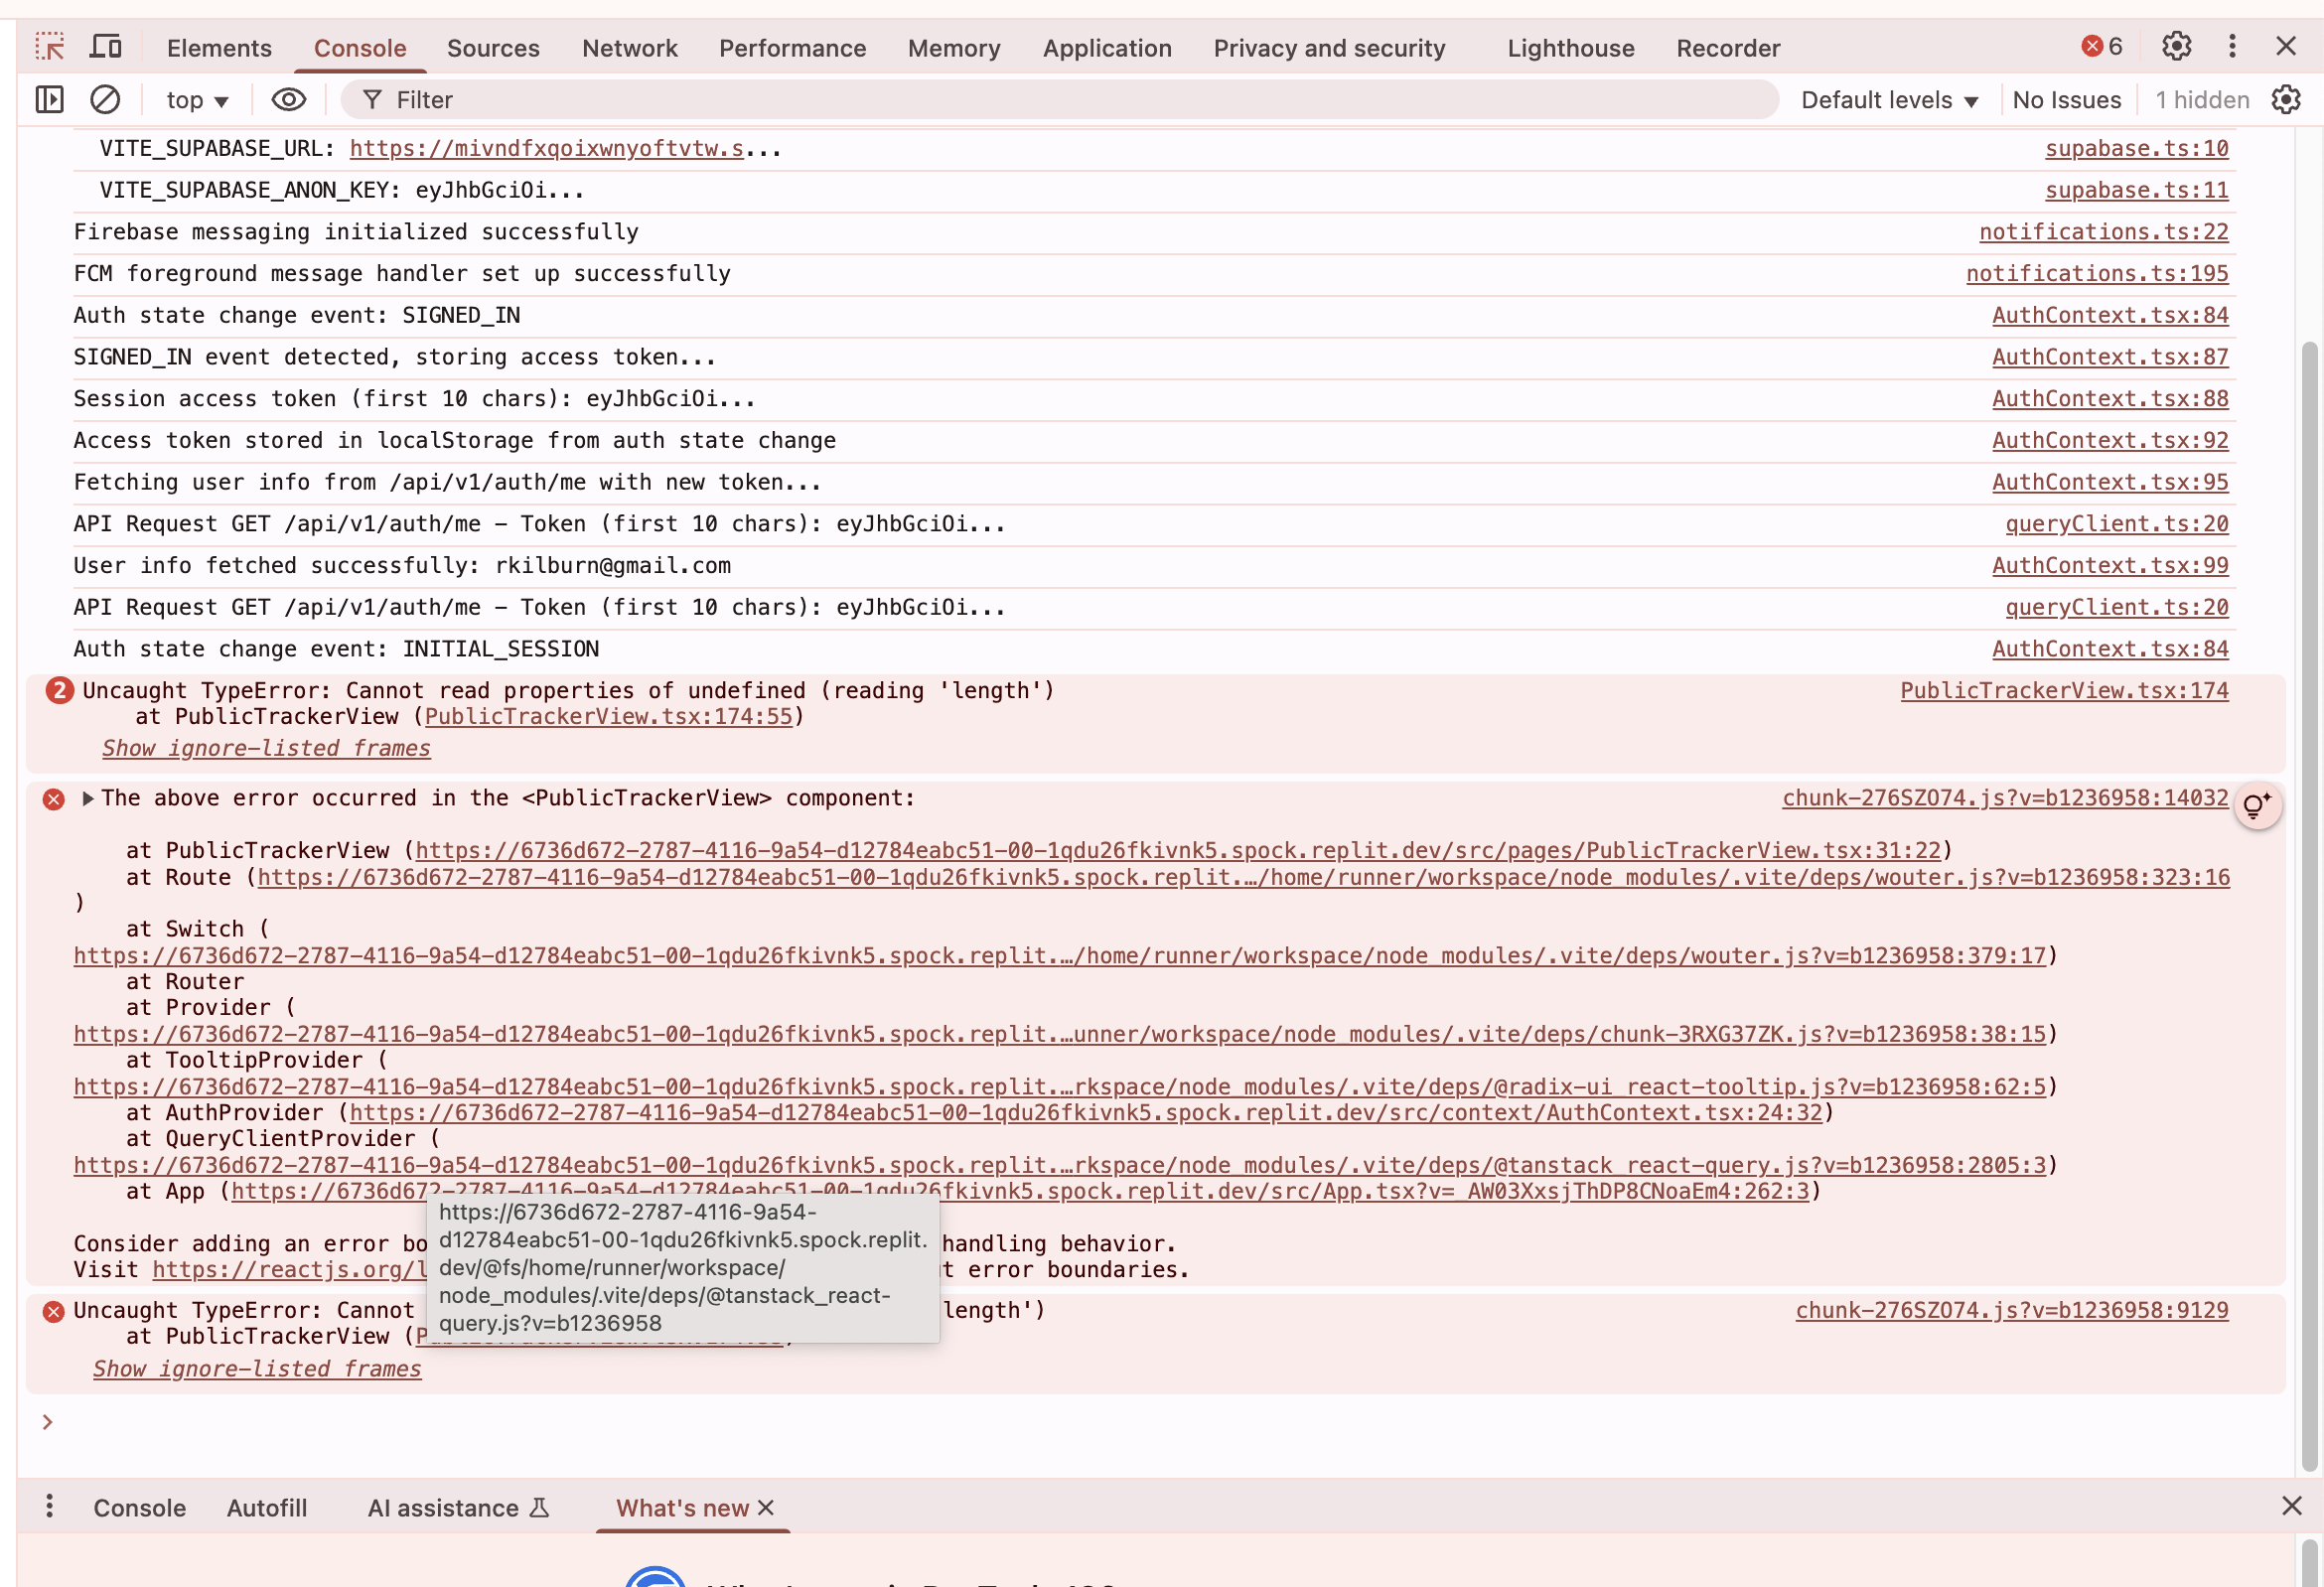 Elements Console Sources Network Performance Memory Application Privacy and security Lighthouse Recorder 6
top Filter Default levels No Issues 1 hidden
VITE_SUPABASE_URL: https://mivndfxqoixwnyoftvtw.s... supabase.ts:10
VITE_SUPABASE_ANON_KEY: eyJhbGciOi... supabase.ts:11
Firebase messaging initialized successfully notifications.ts:22
FCM foreground message handler set up successfully notifications.ts:195
Auth state change event: SIGNED_IN AuthContext.tsx:84
SIGNED_IN event detected, storing access token... AuthContext.tsx:87
Session access token (first 10 chars): eyJhbGciOi... AuthContext.tsx:88
Access token stored in localStorage from auth state change AuthContext.tsx:92
Fetching user info from /api/v1/auth/me with new token... AuthContext.tsx:95
API Request GET /api/v1/auth/me - Token (first 10 chars): eyJhbGciOi... queryClient.ts:20
User info fetched successfully: rkilburn@gmail.com AuthContext.tsx:99
API Request GET /api/v1/auth/me - Token (first 10 chars): eyJhbGciOi... queryClient.ts:20
Auth state change event: INITIAL_SESSION AuthContext.tsx:84
2 Uncaught TypeError: Cannot read properties of undefined (reading 'length') PublicTrackerView.tsx:174
at PublicTrackerView (PublicTrackerView.tsx:174:55)
Show ignore-listed frames
The above error occurred in the <PublicTrackerView> component: chunk-276SZO74.js?v=b1236958:14032
at PublicTrackerView (https://6736d672-2787-4116-9a54-d12784eabc51-00-1qdu26fkivnk5.spock.replit.dev/src/pages/PublicTrackerView.tsx:31:22)
at Route (https://6736d672-2787-4116-9a54-d12784eabc51-00-1qdu26fkivnk5.spock.replit.…/home/runner/workspace/node_modules/.vite/deps/wouter.js?v=b1236958:323:16
)
at Switch (
https://6736d672-2787-4116-9a54-d12784eabc51-00-1qdu26fkivnk5.spock.replit.…/home/runner/workspace/node_modules/.vite/deps/wouter.js?v=b1236958:379:17)
at Router
at Provider (
https://6736d672-2787-4116-9a54-d12784eabc51-00-1qdu26fkivnk5.spock.replit.…unner/workspace/node_modules/.vite/deps/chunk-3RXG37ZK.js?v=b1236958:38:15)
at TooltipProvider (
https://6736d672-2787-4116-9a54-d12784eabc51-00-1qdu26fkivnk5.spock.replit.…rkspace/node_modules/.vite/deps/@radix-ui_react-tooltip.js?v=b1236958:62:5)
at AuthProvider (https://6736d672-2787-4116-9a54-d12784eabc51-00-1qdu26fkivnk5.spock.replit.dev/src/context/AuthContext.tsx:24:32)
at QueryClientProvider (
https://6736d672-2787-4116-9a54-d12784eabc51-00-1qdu26fkivnk5.spock.replit.…rkspace/node_modules/.vite/deps/@tanstack_react-query.js?v=b1236958:2805:3)
at App (https://6736d672-2787-4116-9a54-d12784eabc51-00-1qdu26fkivnk5.spock.replit.dev/src/App.tsx?v=_AW03XxsjThDP8CNoaEm4:262:3)
https://6736d672-2787-4116-9a54-
d12784eabc51-00-1qdu26fkivnk5.spock.replit.
dev/@fs/home/runner/workspace/
node_modules/.vite/deps/@tanstack_react-
query.js?v=b1236958
Consider adding an error bo handling behavior.
Visit https://reactjs.org/l t error boundaries.
Uncaught TypeError: Cannot length') chunk-276SZO74.js?v=b1236958:9129
at PublicTrackerView (
Show ignore-listed frames
Console Autofill AI assistance What's new